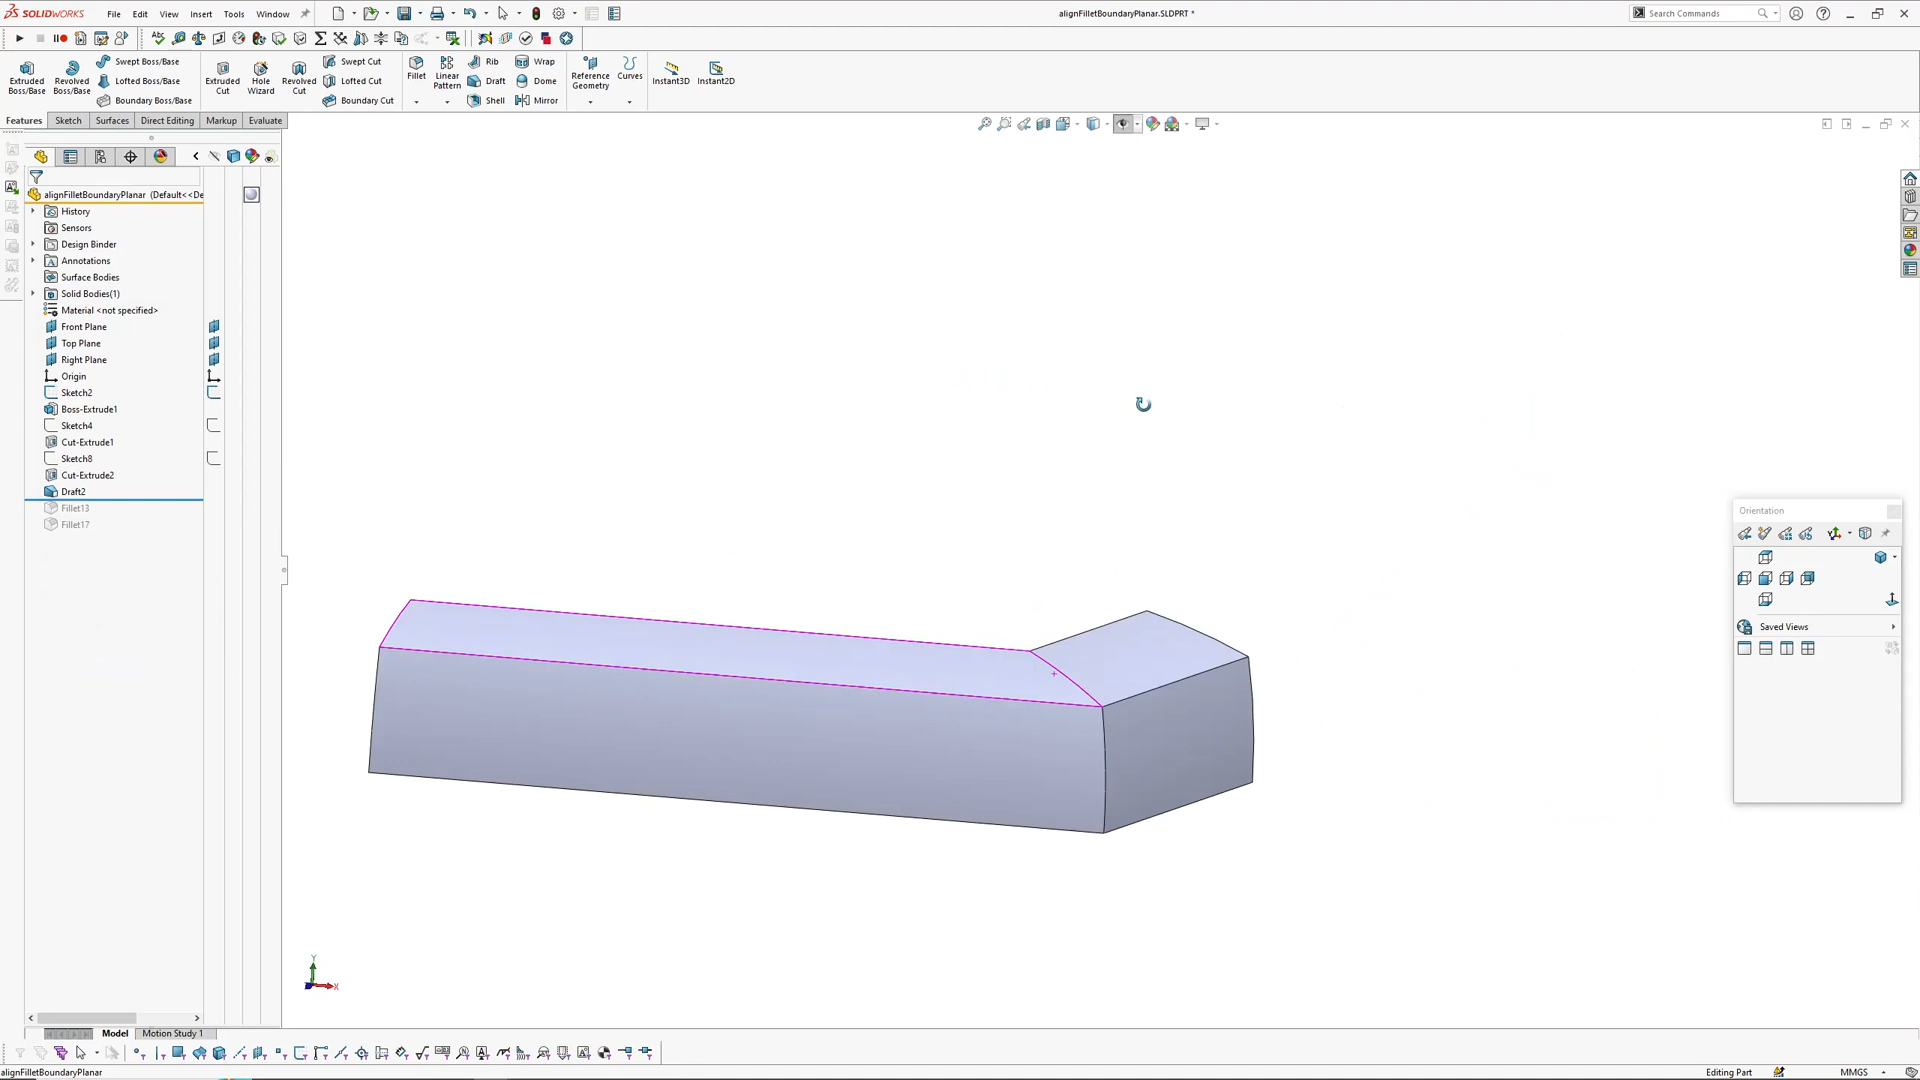 SOLIDWORKS File Edit View Insert Tools Window alignFilletBoundaryPlanar.SLDPRT * Search Commands
Extruded Boss/Base
Revolved Boss/Base
Swept Boss/Base
Lofted Boss/Base
Boundary Boss/Base
Extruded Cut
Hole Wizard
Revolved Cut
Swept Cut
Lofted Cut
Boundary Cut
Fillet
Linear Pattern
Rib
Draft
Shell
Wrap
Dome
Mirror
Reference Geometry
Curves
Instant3D
Instant2D
Features Sketch Surfaces Direct Editing Markup Evaluate
alignFilletBoundaryPlanar (Default<<De
History
Sensors
Design Binder
Annotations
Surface Bodies
Solid Bodies(1)
Material <not specified>
Front Plane
Top Plane
Right Plane
Origin
Sketch2
Boss-Extrude1
Sketch4
Cut-Extrude1
Sketch8
Cut-Extrude2
Draft2
Fillet13
Fillet17
Orientation
Saved Views
Y
X
Model Motion Study 1
alignFilletBoundaryPlanar Editing Part MMGS